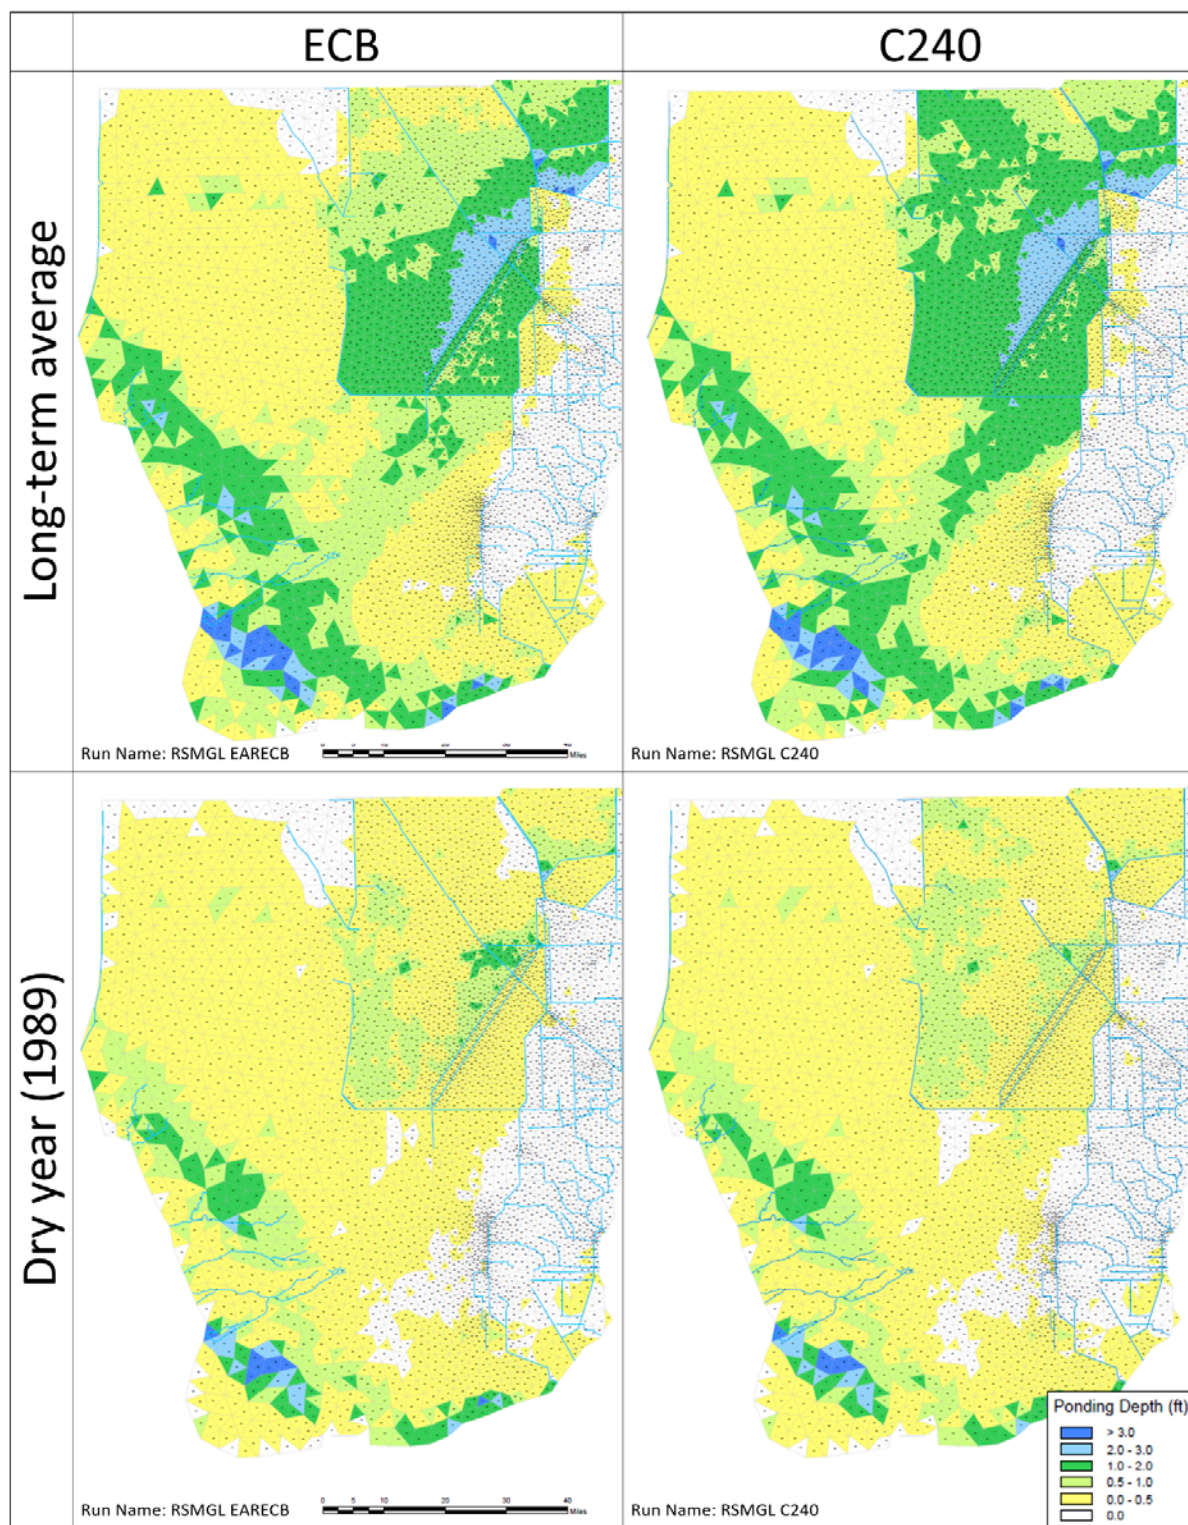 ECB
C240
Long-term average
Run Name: RSMGL EARECB
Miles
Run Name: RSMGL C240
Dry year (1989)
Run Name: RSMGL EARECB
0 5 10 20 30 40
Miles
Run Name: RSMGL C240
Ponding Depth (ft)
> 3.0
2.0 - 3.0
1.0 - 2.0
0.5 - 1.0
0.0 - 0.5
0.0